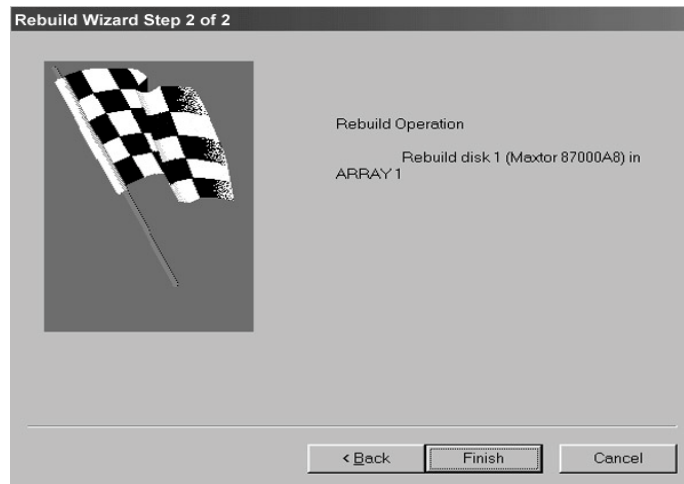 Rebuild Wizard Step 2 of 2
Rebuild Operation
Rebuild disk 1 (Maxtor 87000A8) in
ARRAY 1
< Back
Finish
Cancel